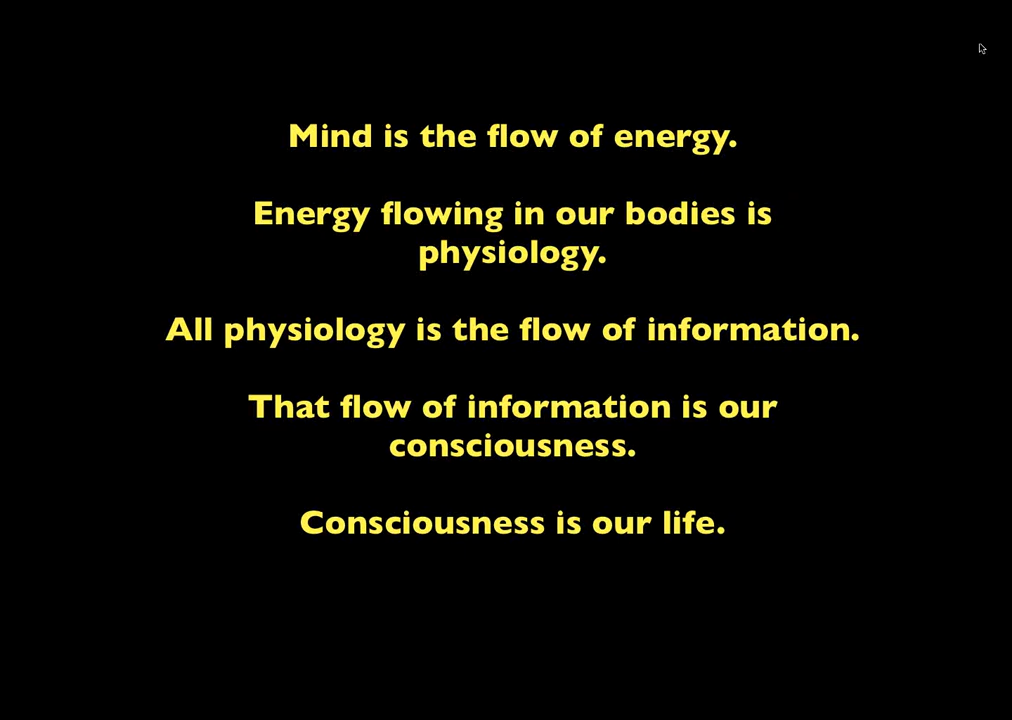 Mind is the flow of energy.
Energy flowing in our bodies is
physiology.
All physiology is the flow of information.
That flow of information is our
consciousness.
Consciousness is our life.